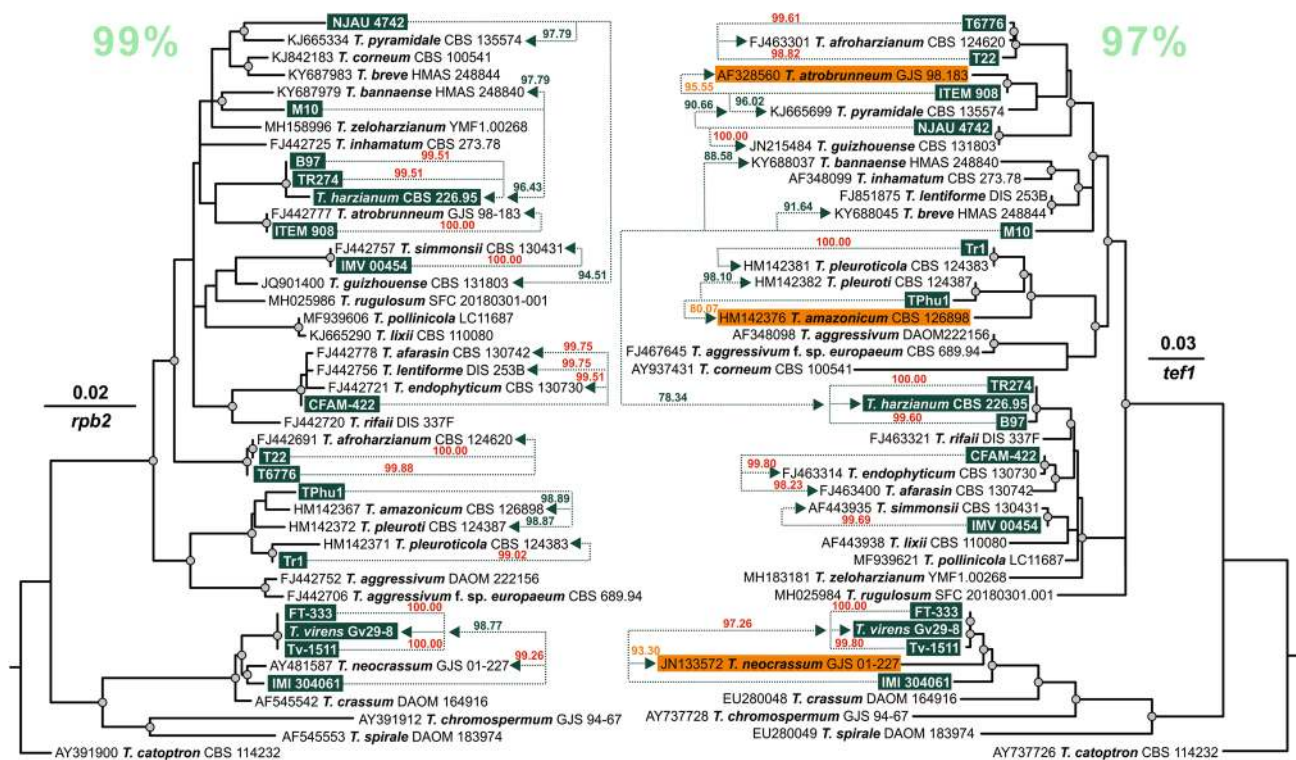 99%
NJAU 4742
97.79
KJ665334 T. pyramidale CBS 135574
KJ842183 T. corneum CBS 100541
KY687983 T. breve HMAS 248844
97.79
KY687979 T. bannaense HMAS 248840
M10
MH158996 T. zeloharzianum YMF1.00268
FJ442725 T. inhamatum CBS 273.78
B97
99.51
TR274
99.51
T. harzianum CBS 226.95
96.43
FJ442777 T. atrobrunneum GJS 98-183
ITEM 908
100.00
FJ442757 T. simmonsii CBS 130431
IMV 00454
100.00
94.51
JQ901400 T. guizhouense CBS 131803
MH025986 T. rugulosum SFC 20180301-001
MF939606 T. pollinicola LC11687
KJ665290 T. lixii CBS 110080
FJ442778 T. afarasin CBS 130742
99.75
FJ442756 T. lentiforme DIS 253B
99.75
FJ442721 T. endophyticum CBS 130730
99.51
CFAM-422
0.02
rpb2
FJ442720 T. rifaii DIS 337F
FJ442691 T. afroharzianum CBS 124620
T22
100.00
T6776
99.88
TPhu1
98.89
HM142367 T. amazonicum CBS 126898
HM142372 T. pleuroti CBS 124387
98.87
HM142371 T. pleuroticola CBS 124383
Tr1
99.02
FJ442752 T. aggressivum DAOM 222156
FJ442706 T. aggressivum f. sp. europaeum CBS 689.94
FT-333
100.00
T. virens Gv29-8
98.77
Tv-1511
100.00
AY481587 T. neocrassum GJS 01-227
99.26
IMI 304061
AF545542 T. crassum DAOM 164916
AY391912 T. chromospermum GJS 94-67
AF545553 T. spirale DAOM 183974
AY391900 T. catoptron CBS 114232
97%
99.61
T6776
FJ463301 T. afroharzianum CBS 124620
98.82
T22
AF328560 T. atrobrunneum GJS 98.183
95.55
ITEM 908
90.66
96.02
KJ665699 T. pyramidale CBS 135574
NJAU 4742
100.00
JN215484 T. guizhouense CBS 131803
88.58
KY688037 T. bannaense HMAS 248840
AF348099 T. inhamatum CBS 273.78
FJ851875 T. lentiforme DIS 253B
91.64
KY688045 T. breve HMAS 248844
M10
100.00
Tr1
HM142381 T. pleuroticola CBS 124383
98.10
HM142382 T. pleuroti CBS 124387
TPhu1
80.07
HM142376 T. amazonicum CBS 126898
AF348098 T. aggressivum DAOM222156
FJ467645 T. aggressivum f. sp. europaeum CBS 689.94
AY937431 T. corneum CBS 100541
0.03
tef1
100.00
TR274
78.34
T. harzianum CBS 226.95
99.60
B97
FJ463321 T. rifaii DIS 337F
CFAM-422
99.80
FJ463314 T. endophyticum CBS 130730
98.23
FJ463400 T. afarasin CBS 130742
AF443935 T. simmonsii CBS 130431
99.69
IMV 00454
AF443938 T. lixii CBS 110080
MF939621 T. pollinicola LC11687
MH183181 T. zeloharzianum YMF1.00268
MH025984 T. rugulosum SFC 20180301.001
100.00
FT-333
97.26
T. virens Gv29-8
99.80
Tv-1511
93.30
JN133572 T. neocrassum GJS 01-227
IMI 304061
EU280048 T. crassum DAOM 164916
AY737728 T. chromospermum GJS 94-67
EU280049 T. spirale DAOM 183974
AY737726 T. catoptron CBS 114232